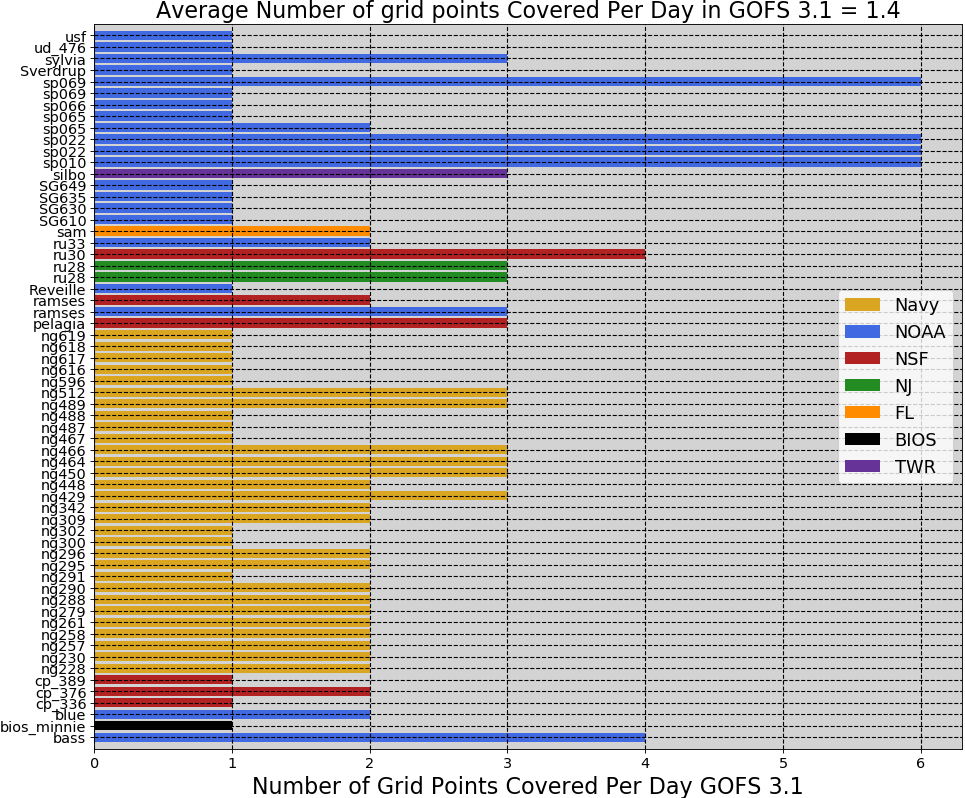 Average Number of grid points Covered Per Day in GOFS 3.1 = 1.4
usf
ud_476
sylvia
Sverdrup
sp069
sp069
sp066
sp065
sp065
sp022
sp022
sp010
silbo
SG649
SG635
SG630
SG610
sam
ru33
ru30
ru28
ru28
Reveille
ramses
ramses
pelagia
ng619
ng618
ng617
ng616
ng596
ng512
ng489
ng488
ng487
ng467
ng466
ng464
ng450
ng448
ng429
ng342
ng309
ng302
ng300
ng296
ng295
ng291
ng290
ng288
ng279
ng261
ng258
ng257
ng230
ng228
cp_389
cp_376
cp_336
blue
bios_minnie
bass
Navy
NOAA
NSF
NJ
FL
BIOS
TWR
0 1 2 3 4 5 6
Number of Grid Points Covered Per Day GOFS 3.1